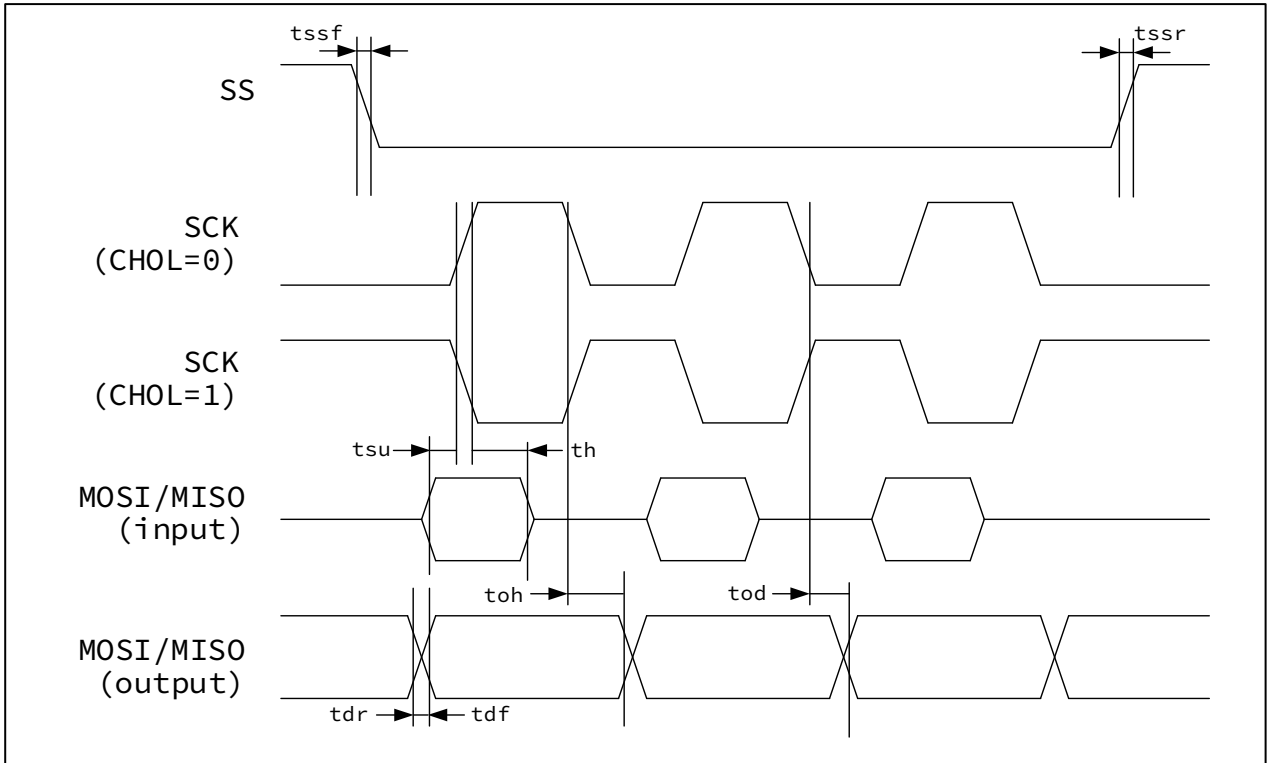 tssf
tssr
SS
SCK
(CHOL=0)
SCK
(CHOL=1)
tsu
th
MOSI/MISO
(input)
toh
tod
MOSI/MISO
(output)
tdr
tdf